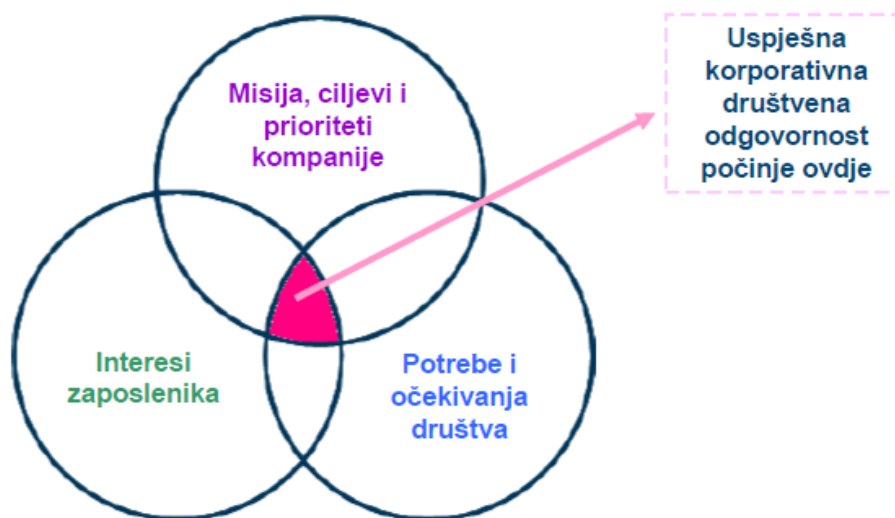 Misija, ciljevi i
prioriteti
kompanije
Uspješna
korporativna
društvena
odgovornost
počinje ovdje
Interesi
zaposlenika
Potrebe i
očekivanja
društva